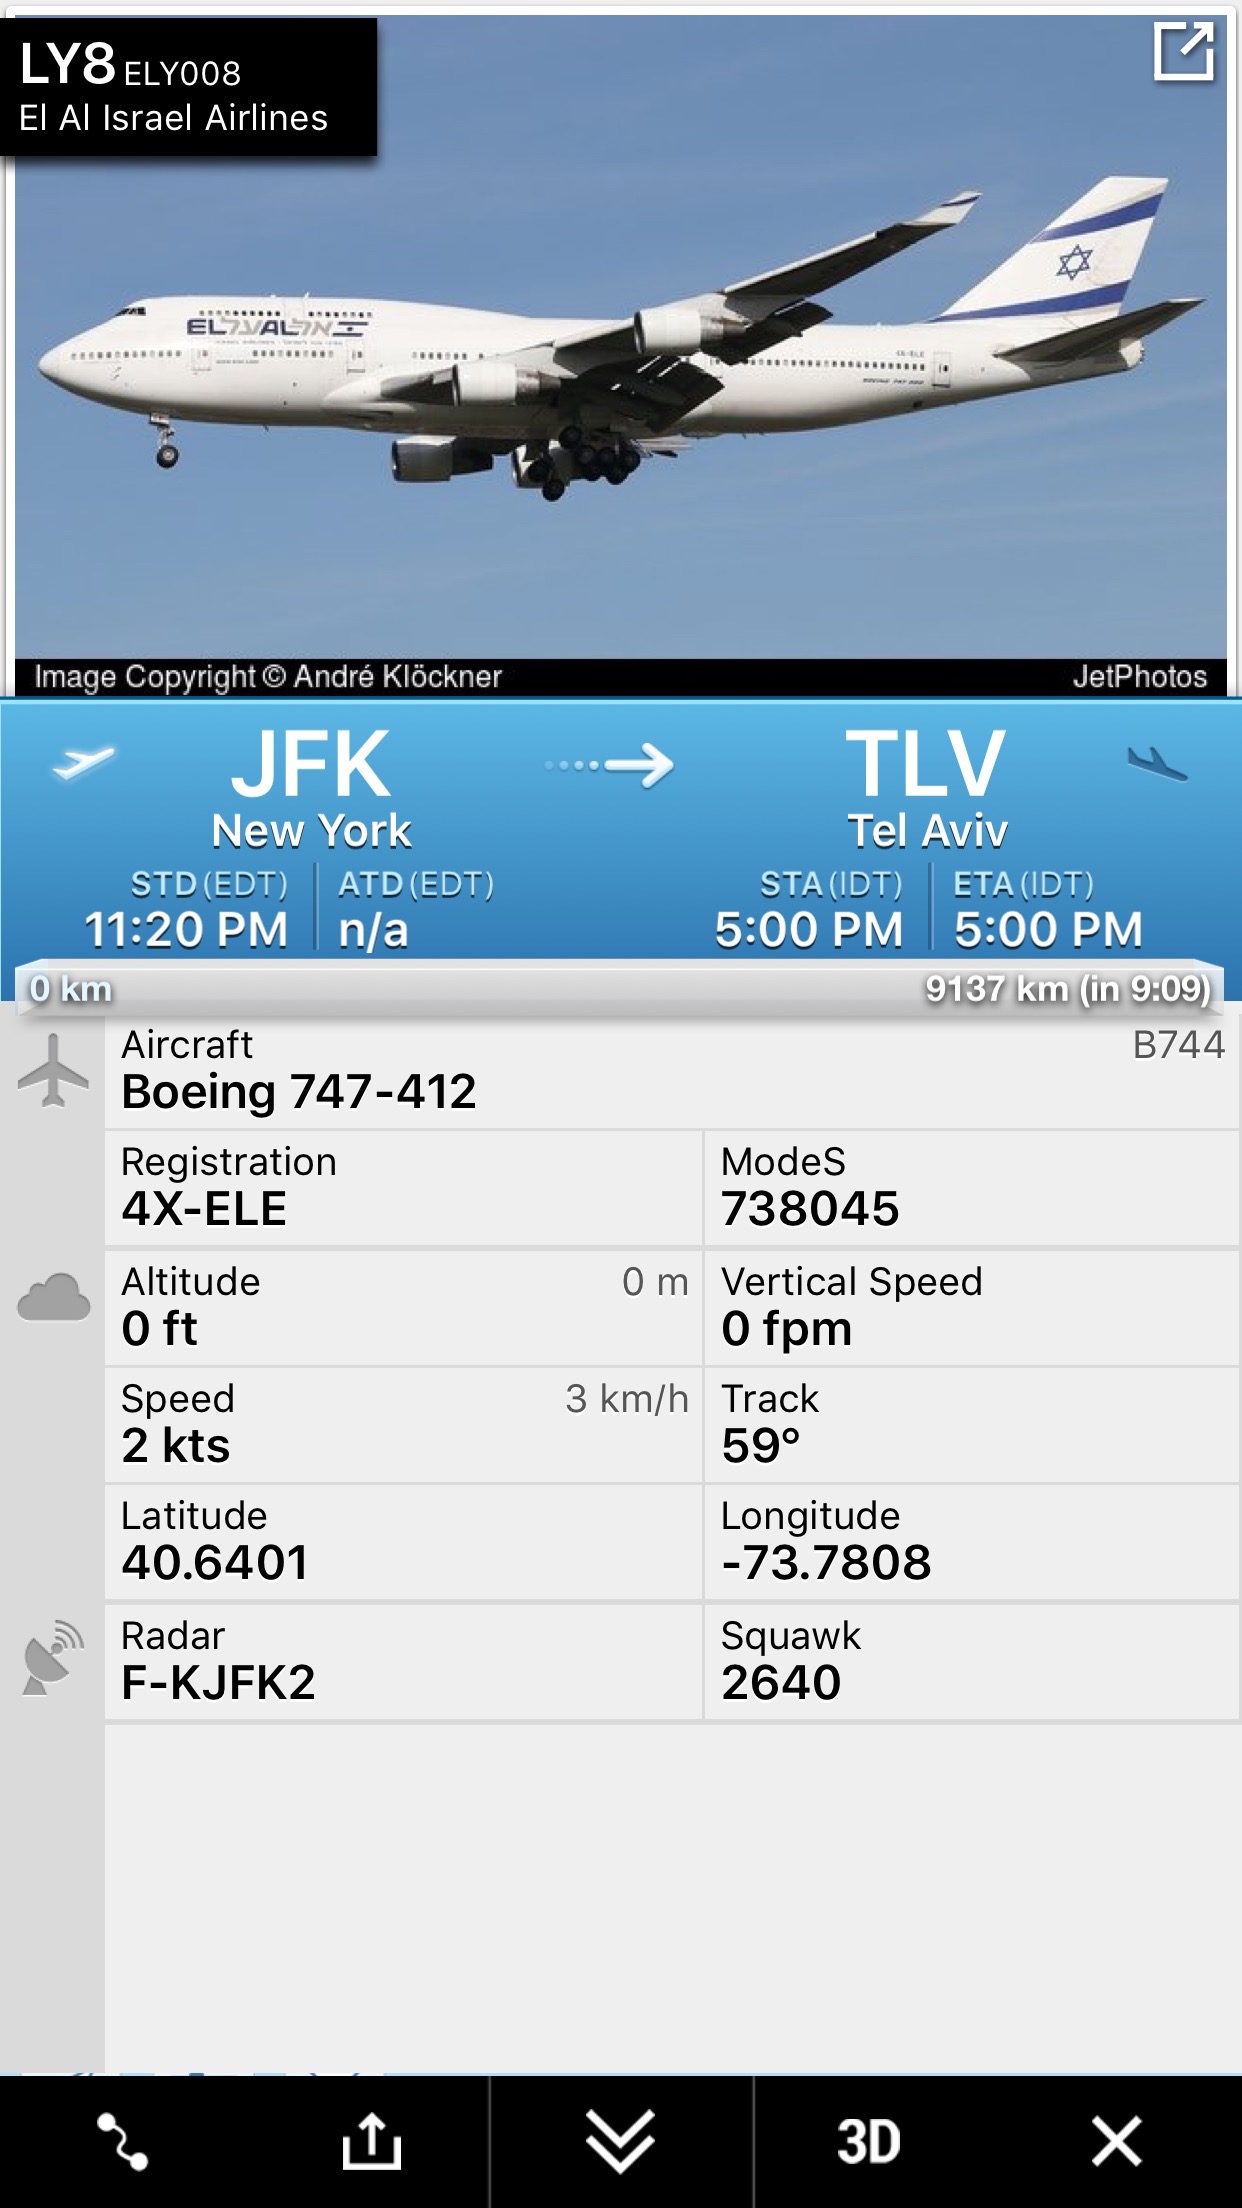 LY8 ELY008
El Al Israel Airlines
EL אלעל AL
4X-ELE
Image Copyright © André Klöckner
JetPhotos
JFK
TLV
New York
Tel Aviv
STD (EDT)
ATD (EDT)
STA (IDT)
ETA (IDT)
11:20 PM
n/a
5:00 PM
5:00 PM
0 km
9137 km (in 9:09)
Aircraft
B744
Boeing 747-412
Registration
ModeS
4X-ELE
738045
Altitude
0 m
Vertical Speed
0 ft
0 fpm
Speed
3 km/h
Track
2 kts
59°
Latitude
Longitude
40.6401
-73.7808
Radar
Squawk
F-KJFK2
2640
3D